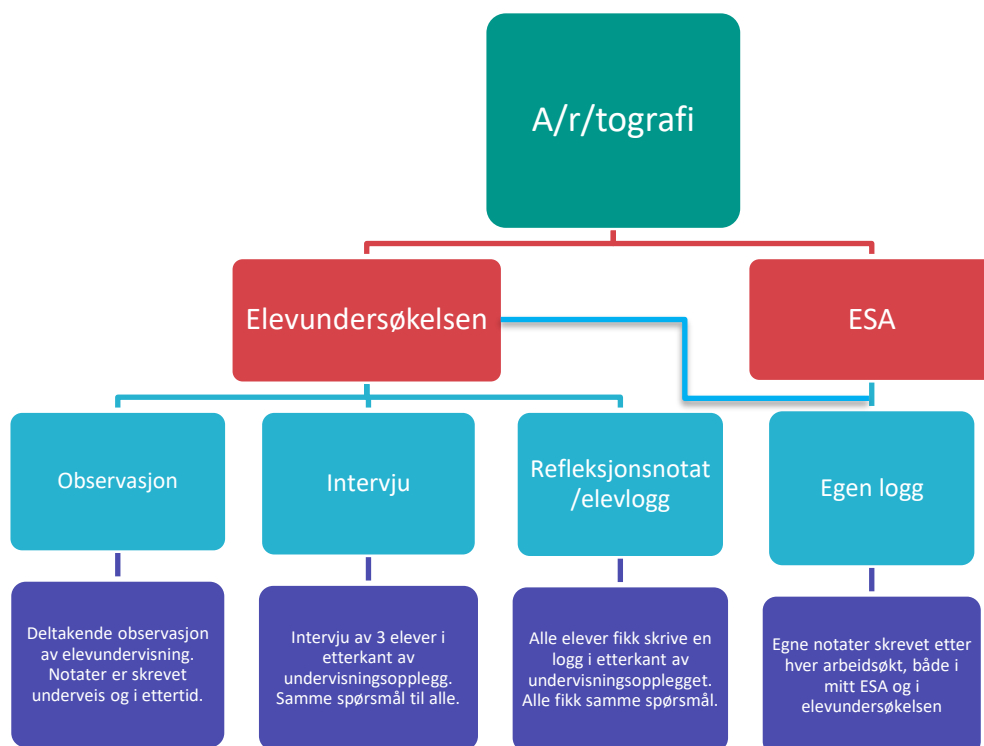 A/r/tografi
Elevundersøkelsen
ESA
Observasjon
Intervju
Refleksjonsnotat
/elevlogg
Egen logg
Deltakende observasjon
av elevundervisning.
Notater er skrevet
underveis og i ettertid.
Intervju av 3 elever i
etterkant av
undervisningsopplegg.
Samme spørsmål til alle.
Alle elever fikk skrive en
logg i etterkant av
undervisningsopplegget.
Alle fikk samme spørsmål.
Egne notater skrevet etter
hver arbeidsøkt, både i
mitt ESA og i
elevundersøkelsen